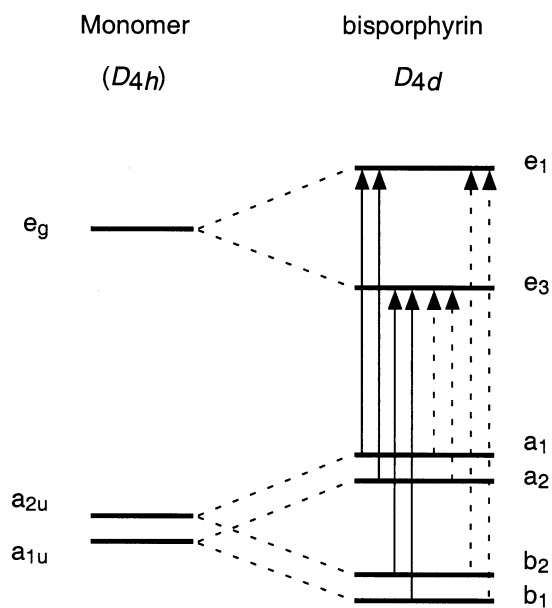 Monomer
(D4h)
bisporphyrin
D4d
eg
e1
e3
a1
a2
a2u
a1u
b2
b1